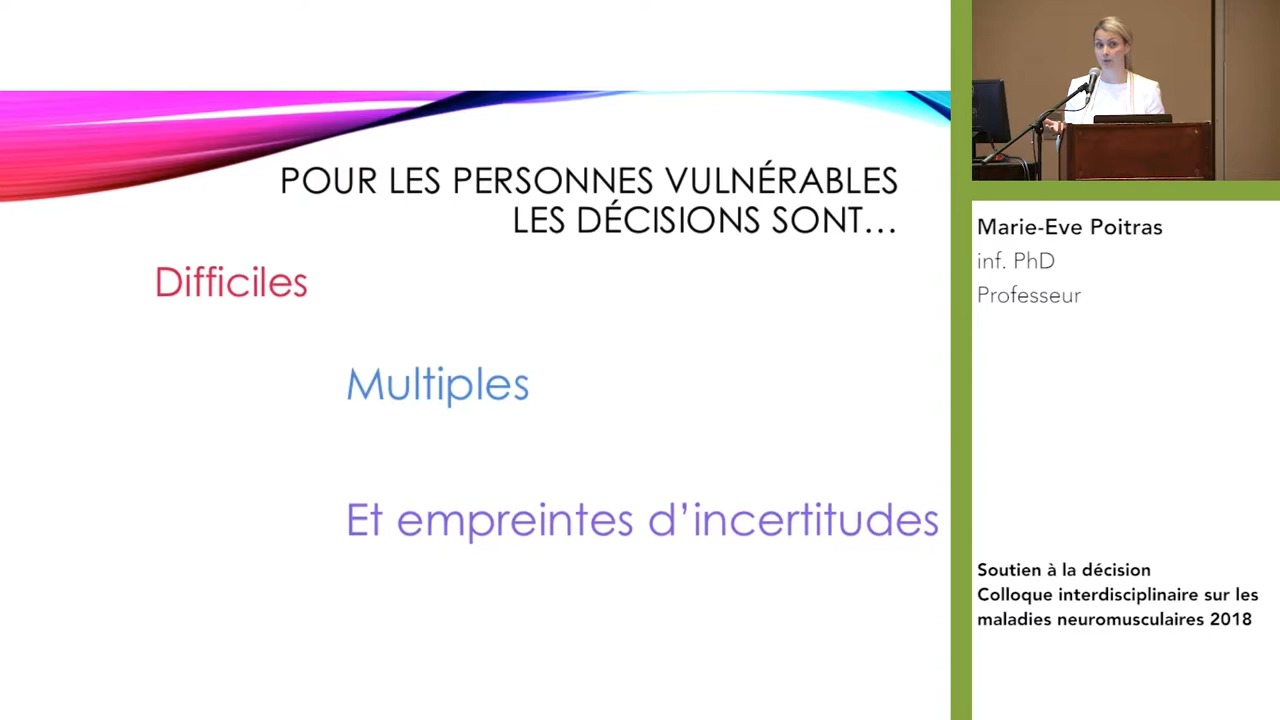 POUR LES PERSONNES VULNÉRABLES
LES DÉCISIONS SONT…
Difficiles
Multiples
Et empreintes d’incertitudes
Marie-Eve Poitras
inf. PhD
Professeur
Soutien à la décision
Colloque interdisciplinaire sur les
maladies neuromusculaires 2018